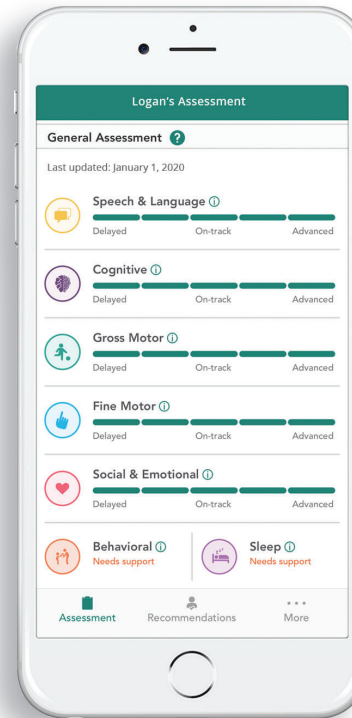 Logan's Assessment
General Assessment ?
Last updated: January 1, 2020
Speech & Language i
Delayed On-track Advanced
Cognitive i
Delayed On-track Advanced
Gross Motor i
Delayed On-track Advanced
Fine Motor i
Delayed On-track Advanced
Social & Emotional i
Delayed On-track Advanced
Behavioral i Sleep i
Needs support Needs support
Assessment Recommendations More